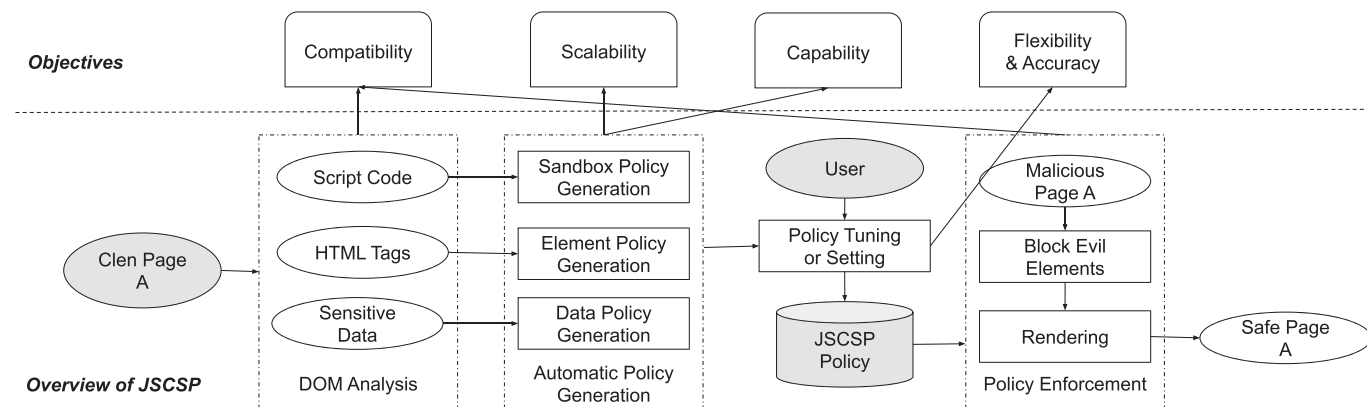 Objectives
Compatibility
Scalability
Capability
Flexibility
& Accuracy
Clen Page
A
Script Code
HTML Tags
Sensitive
Data
DOM Analysis
Sandbox Policy
Generation
Element Policy
Generation
Data Policy
Generation
Automatic Policy
Generation
User
Policy Tuning
or Setting
JSCSP
Policy
Malicious
Page A
Block Evil
Elements
Rendering
Policy Enforcement
Safe Page
A
Overview of JSCSP